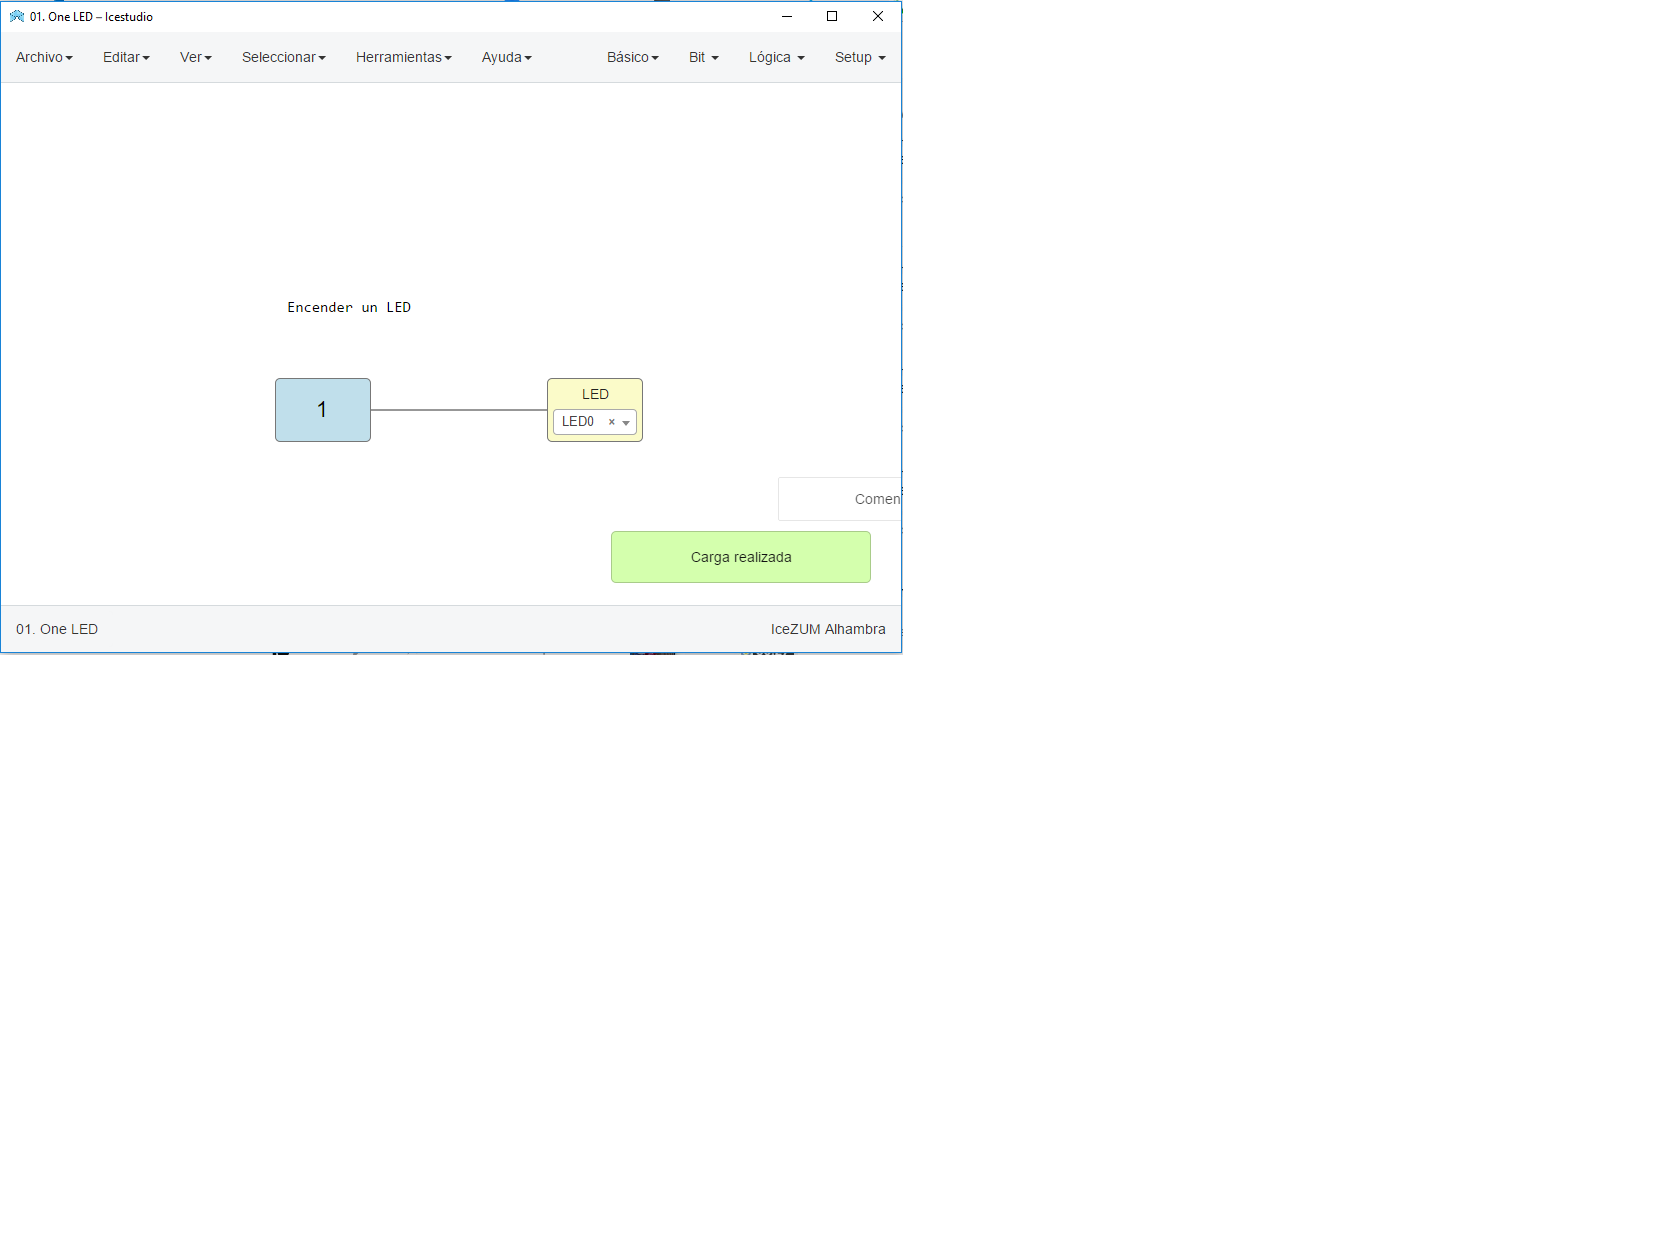 01. One LED – Icestudio
Archivo Editar Ver Seleccionar Herramientas Ayuda Básico Bit Lógica Setup
Encender un LED
1
LED
LED0 ×
Comen
Carga realizada
01. One LED IceZUM Alhambra